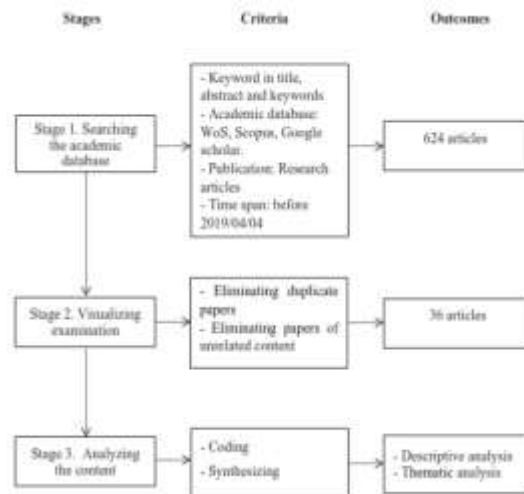 Stages
Criteria
Outcomes
Stage 1. Searching
the academic
database
- Keyword in title,
abstract and keywords
- Academic database:
WoS, Scopus, Google
scholar.
- Publication: Research
articles
- Time span: before
2019/04/04
624 articles
Stage 2. Visualizing
examination
- Eliminating duplicate
papers
- Eliminating papers of
unrelated content
36 articles
Stage 3. Analyzing
the content
- Coding
- Synthesizing
- Descriptive analysis
- Thematic analysis